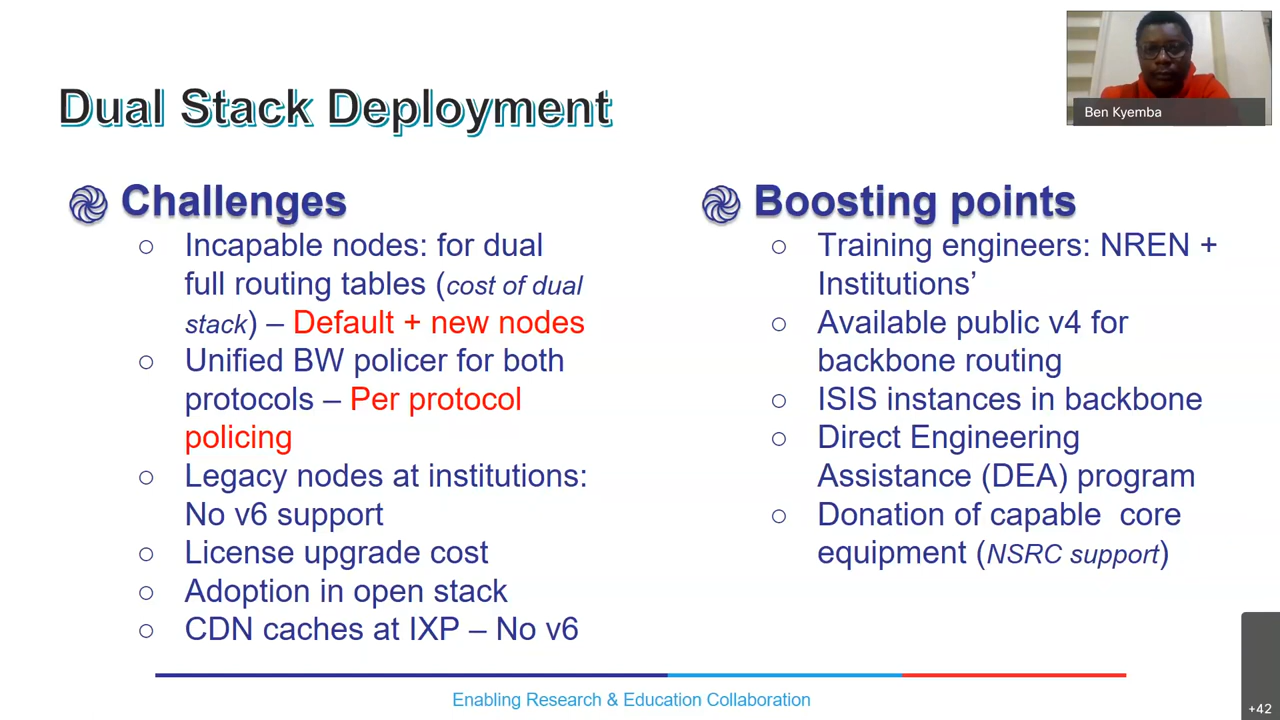 Dual Stack Deployment
Ben Kyemba
Challenges
○ Incapable nodes: for dual
full routing tables (cost of dual
stack) – Default + new nodes
○ Unified BW policer for both
protocols – Per protocol
policing
○ Legacy nodes at institutions:
No v6 support
○ License upgrade cost
○ Adoption in open stack
○ CDN caches at IXP – No v6
Boosting points
○ Training engineers: NREN +
Institutions’
○ Available public v4 for
backbone routing
○ ISIS instances in backbone
○ Direct Engineering
Assistance (DEA) program
○ Donation of capable core
equipment (NSRC support)
Enabling Research & Education Collaboration
+42